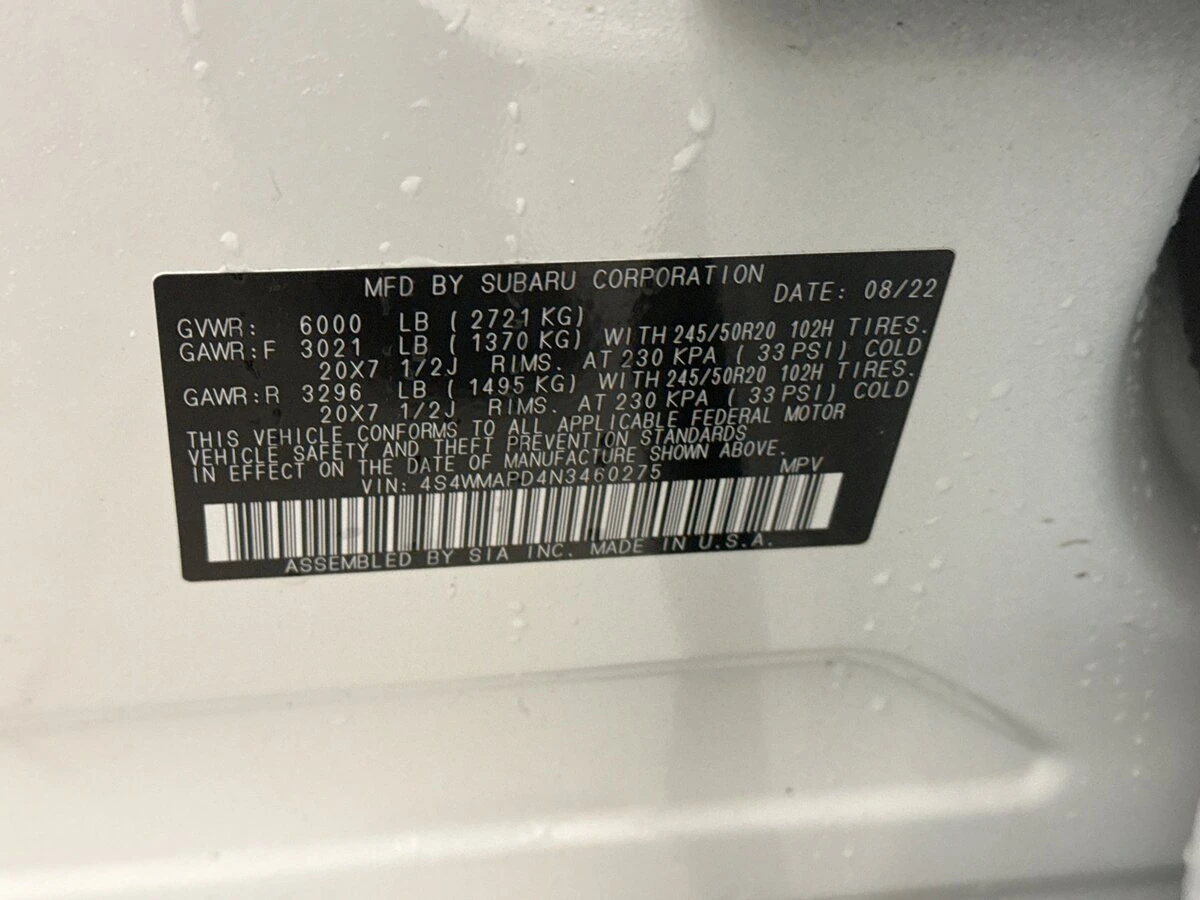 MFD BY SUBARU CORPORATION DATE: 08/22
GVWR: 6000 LB ( 2721 KG)
GAWR:F 3021 LB ( 1370 KG) WITH 245/50R20 102H TIRES.
20X7 1/2J RIMS. AT 230 KPA ( 33 PSI) COLD
GAWR:R 3296 LB ( 1495 KG) WITH 245/50R20 102H TIRES.
20X7 1/2J RIMS. AT 230 KPA ( 33 PSI) COLD
THIS VEHICLE CONFORMS TO ALL APPLICABLE FEDERAL MOTOR
VEHICLE SAFETY AND THEFT PREVENTION STANDARDS
IN EFFECT ON THE DATE OF MANUFACTURE SHOWN ABOVE.
VIN: 4S4WMAPD4N3460275 MPV
ASSEMBLED BY SIA INC. MADE IN U.S.A.